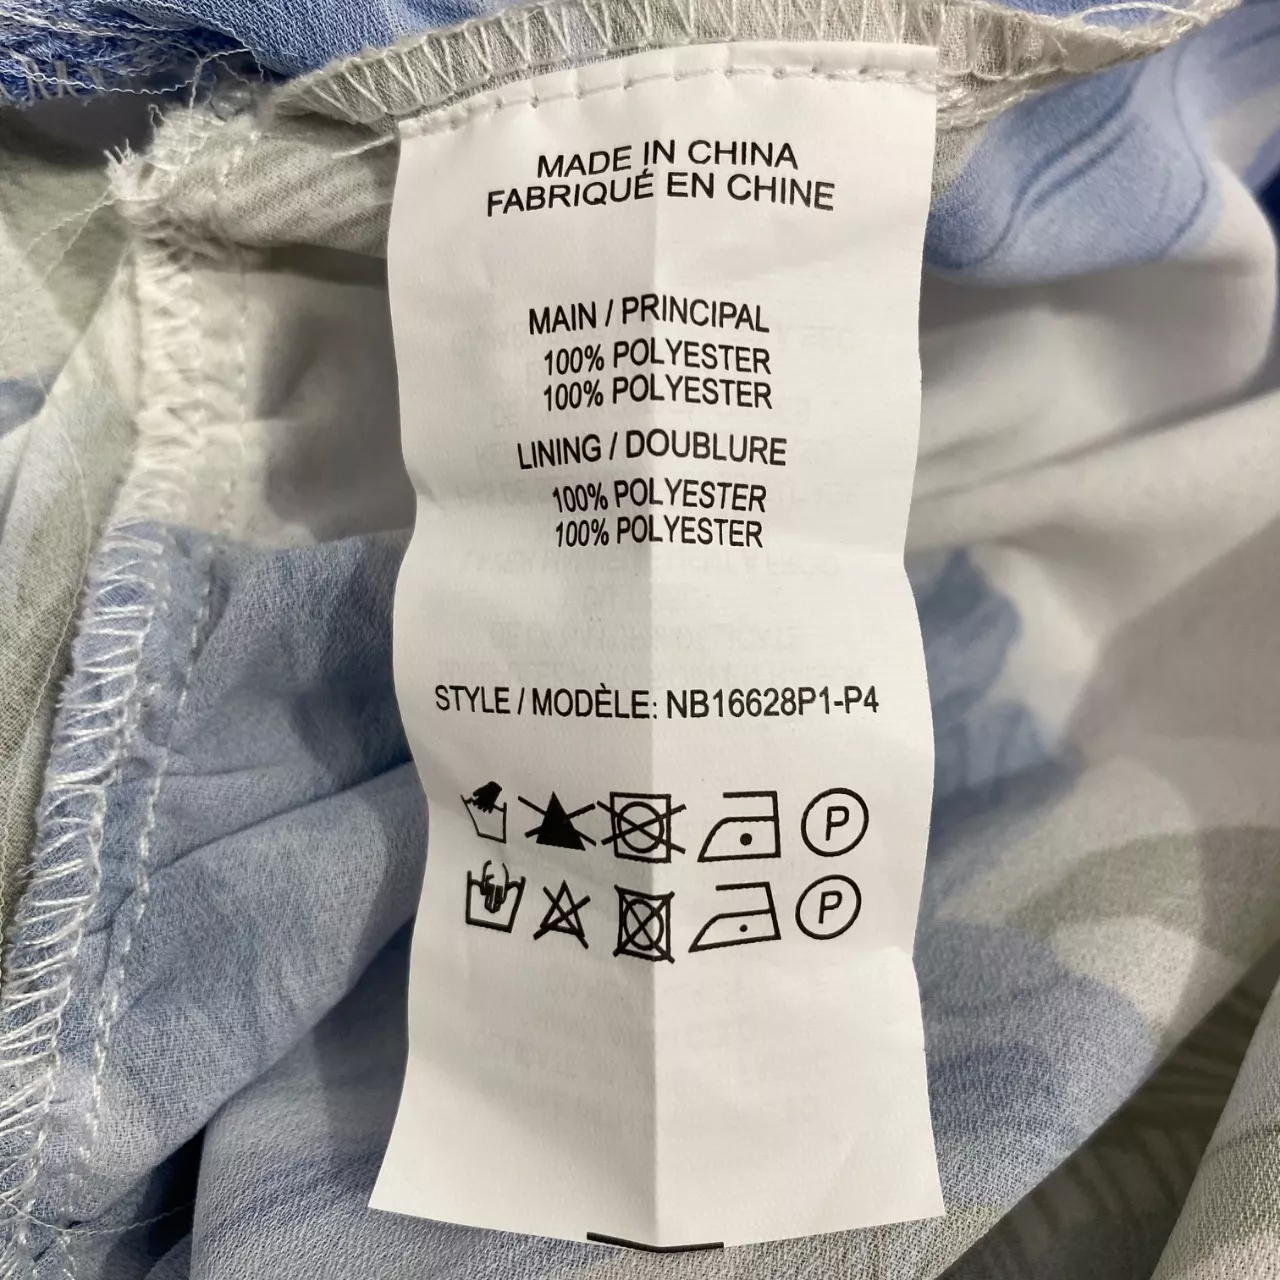 MADE IN CHINA
FABRIQUÉ EN CHINE
MAIN / PRINCIPAL
100% POLYESTER
100% POLYESTER
LINING / DOUBLURE
100% POLYESTER
100% POLYESTER
STYLE / MODÈLE: NB16628P1-P4
P
P